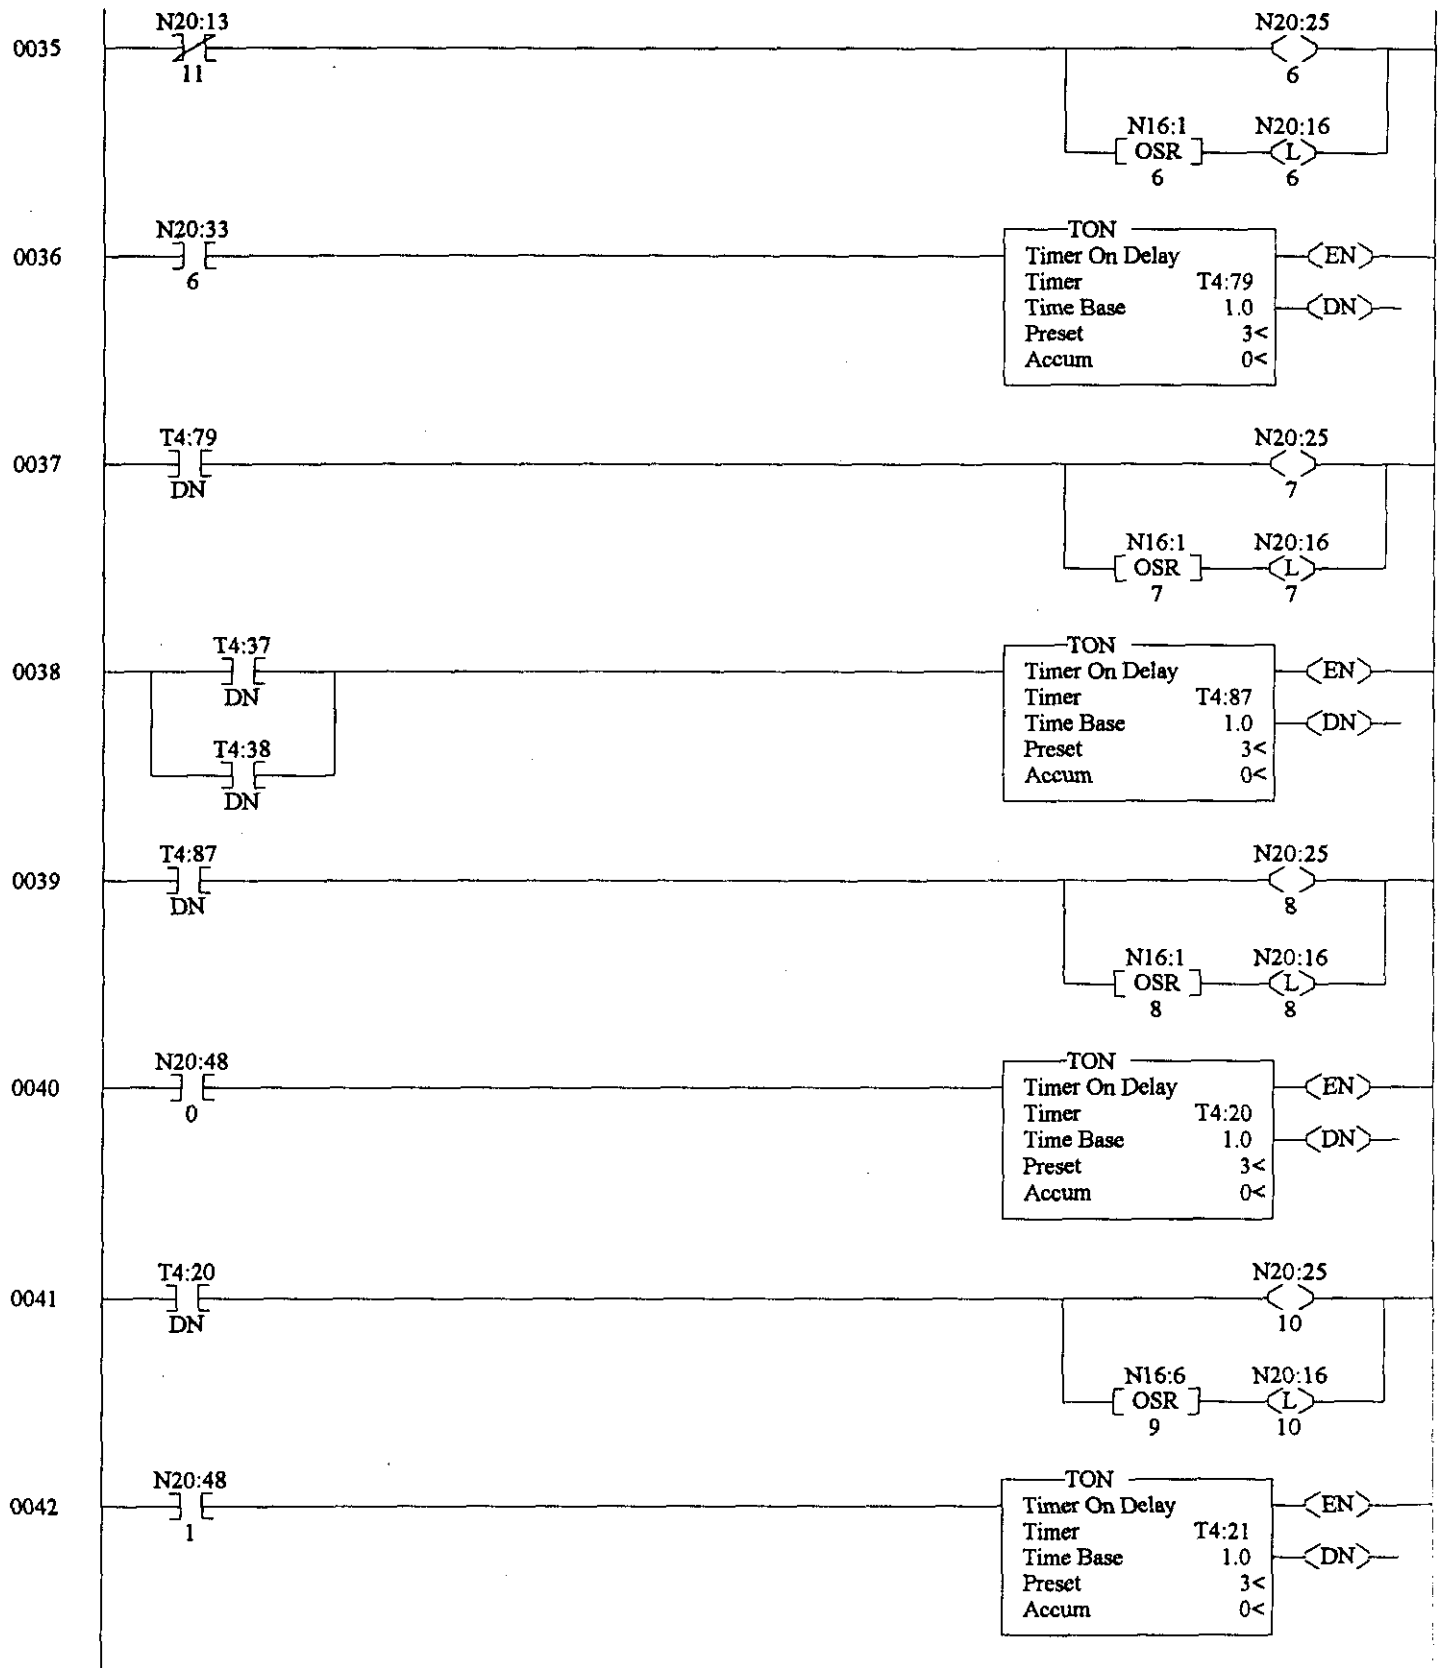 N20:13
N20:25
0035
11
6
N16:1
N20:16
OSR
L
6
6
N20:33
TON
0036
Timer On Delay
EN
6
Timer
T4:79
Time Base
1.0
DN
Preset
3<
Accum
0<
T4:79
N20:25
0037
DN
7
N16:1
N20:16
OSR
L
7
7
T4:37
TON
0038
Timer On Delay
EN
DN
Timer
T4:87
Time Base
1.0
DN
T4:38
Preset
3<
Accum
0<
DN
T4:87
N20:25
0039
DN
8
N16:1
N20:16
OSR
L
8
8
N20:48
TON
0040
Timer On Delay
EN
0
Timer
T4:20
Time Base
1.0
DN
Preset
3<
Accum
0<
T4:20
N20:25
0041
DN
10
N16:6
N20:16
OSR
L
9
10
N20:48
TON
0042
Timer On Delay
EN
1
Timer
T4:21
Time Base
1.0
DN
Preset
3<
Accum
0<